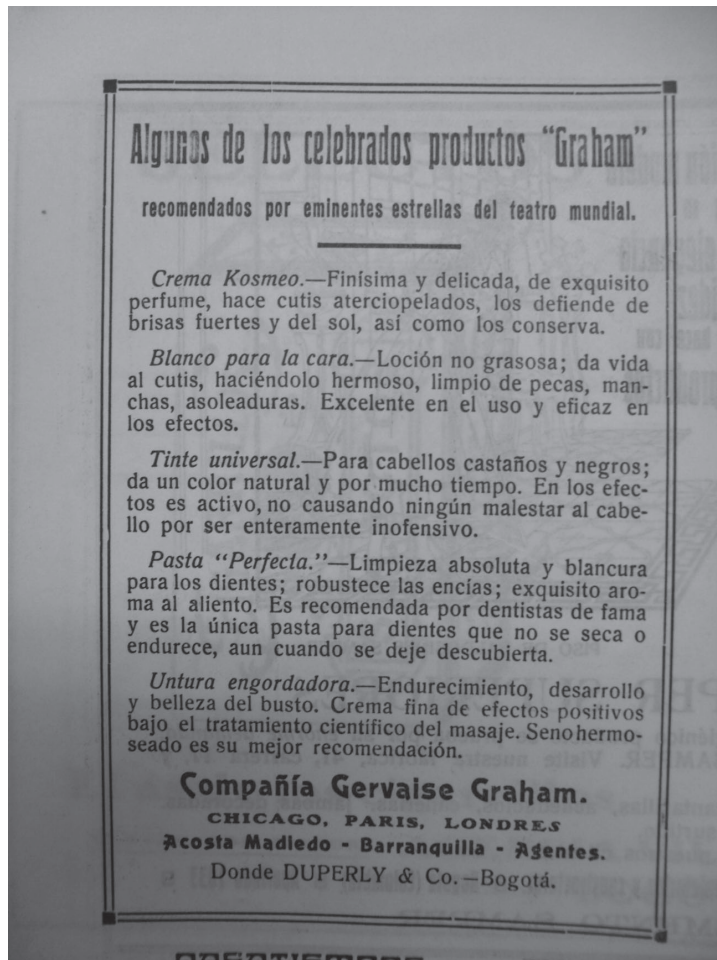 Algunos de los celebrados productos "Graham"
recomendados por eminentes estrellas del teatro mundial.
Crema Kosmeo.—Finísima y delicada, de exquisito
perfume, hace cutis aterciopelados, los defiende de
brisas fuertes y del sol, así como los conserva.
Blanco para la cara.—Loción no grasosa; da vida
al cutis, haciéndolo hermoso, limpio de pecas, man-
chas, asoleaduras. Excelente en el uso y eficaz en
los efectos.
Tinte universal.—Para cabellos castaños y negros;
da un color natural y por mucho tiempo. En los efec-
tos es activo, no causando ningún malestar al cabe-
llo por ser enteramente inofensivo.
Pasta "Perfecta."—Limpieza absoluta y blancura
para los dientes; robustece las encías; exquisito aro-
ma al aliento. Es recomendada por dentistas de fama
y es la única pasta para dientes que no se seca o
endurece, aun cuando se deje descubierta.
Untura engordadora.—Endurecimiento, desarrollo
y belleza del busto. Crema fina de efectos positivos
bajo el tratamiento científico del masaje. Seno hermo-
seado es su mejor recomendación.
Compañía Gervaise Graham.
CHICAGO, PARIS, LONDRES
Acosta Madiedo - Barranquilla - Agentes.
Donde DUPERLY & Co.—Bogotá.